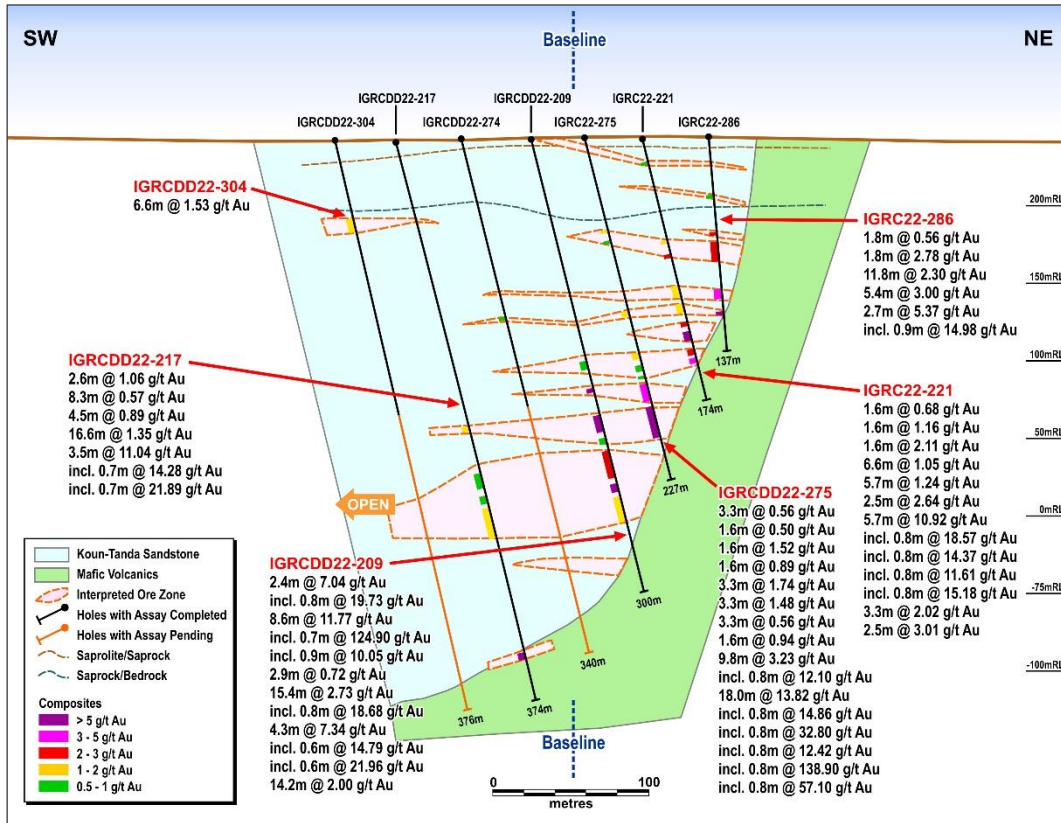 SW
Baseline
NE
IGRCDD22-217
IGRCDD22-209
IGRC22-221
IGRCDD22-304
IGRCDD22-274
IGRC22-275
IGRC22-286
IGRCDD22-304
6.6m @ 1.53 g/t Au
IGRCDD22-217
2.6m @ 1.06 g/t Au
8.3m @ 0.57 g/t Au
4.5m @ 0.89 g/t Au
16.6m @ 1.35 g/t Au
3.5m @ 11.04 g/t Au
incl. 0.7m @ 14.28 g/t Au
incl. 0.7m @ 21.89 g/t Au
OPEN
IGRCDD22-209
2.4m @ 7.04 g/t Au
incl. 0.8m @ 19.73 g/t Au
8.6m @ 11.77 g/t Au
incl. 0.7m @ 124.90 g/t Au
incl. 0.9m @ 10.05 g/t Au
2.9m @ 0.72 g/t Au
15.4m @ 2.73 g/t Au
incl. 0.8m @ 18.68 g/t Au
4.3m @ 7.34 g/t Au
incl. 0.6m @ 14.79 g/t Au
incl. 0.6m @ 21.96 g/t Au
14.2m @ 2.00 g/t Au
IGRC22-286
1.8m @ 0.56 g/t Au
1.8m @ 2.78 g/t Au
11.8m @ 2.30 g/t Au
5.4m @ 3.00 g/t Au
2.7m @ 5.37 g/t Au
incl. 0.9m @ 14.98 g/t Au
IGRC22-221
1.6m @ 0.68 g/t Au
1.6m @ 1.16 g/t Au
1.6m @ 2.11 g/t Au
6.6m @ 1.05 g/t Au
5.7m @ 1.24 g/t Au
2.5m @ 2.64 g/t Au
5.7m @ 10.92 g/t Au
incl. 0.8m @ 18.57 g/t Au
incl. 0.8m @ 14.37 g/t Au
incl. 0.8m @ 11.61 g/t Au
incl. 0.8m @ 15.18 g/t Au
3.3m @ 2.02 g/t Au
2.5m @ 3.01 g/t Au
IGRCDD22-275
3.3m @ 0.56 g/t Au
1.6m @ 0.50 g/t Au
1.6m @ 1.52 g/t Au
1.6m @ 0.89 g/t Au
3.3m @ 1.74 g/t Au
3.3m @ 1.48 g/t Au
3.3m @ 0.56 g/t Au
1.6m @ 0.94 g/t Au
9.8m @ 3.23 g/t Au
incl. 0.8m @ 12.10 g/t Au
18.0m @ 13.82 g/t Au
incl. 0.8m @ 14.86 g/t Au
incl. 0.8m @ 32.80 g/t Au
incl. 0.8m @ 12.42 g/t Au
incl. 0.8m @ 138.90 g/t Au
incl. 0.8m @ 57.10 g/t Au
137m
174m
227m
300m
340m
374m
376m
200mRL
150mRL
100mRL
50mRL
0mRL
-75mRL
-100mRL
Koun-Tanda Sandstone
Mafic Volcanics
Interpreted Ore Zone
Holes with Assay Completed
Holes with Assay Pending
Saprolite/Saprock
Saprock/Bedrock
Composites
> 5 g/t Au
3 - 5 g/t Au
2 - 3 g/t Au
1 - 2 g/t Au
0.5 - 1 g/t Au
Baseline
0 100
metres